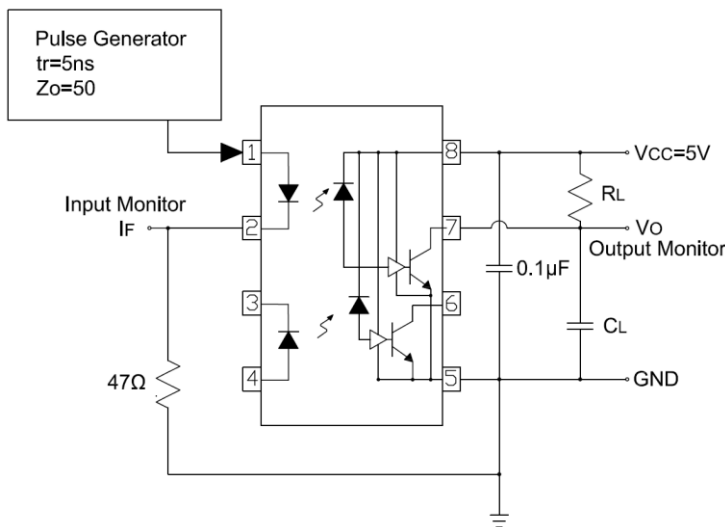 Pulse Generator
tr=5ns
Zo=50
1
8
VCC=5V
RL
Input Monitor
IF
2
7
VO
Output Monitor
0.1µF
3
6
CL
47Ω
4
5
GND